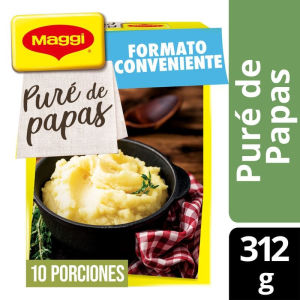 Maggi
FORMATO
CONVENIENTE
Puré de
papas
10 PORCIONES
Puré de
Papas
312
g